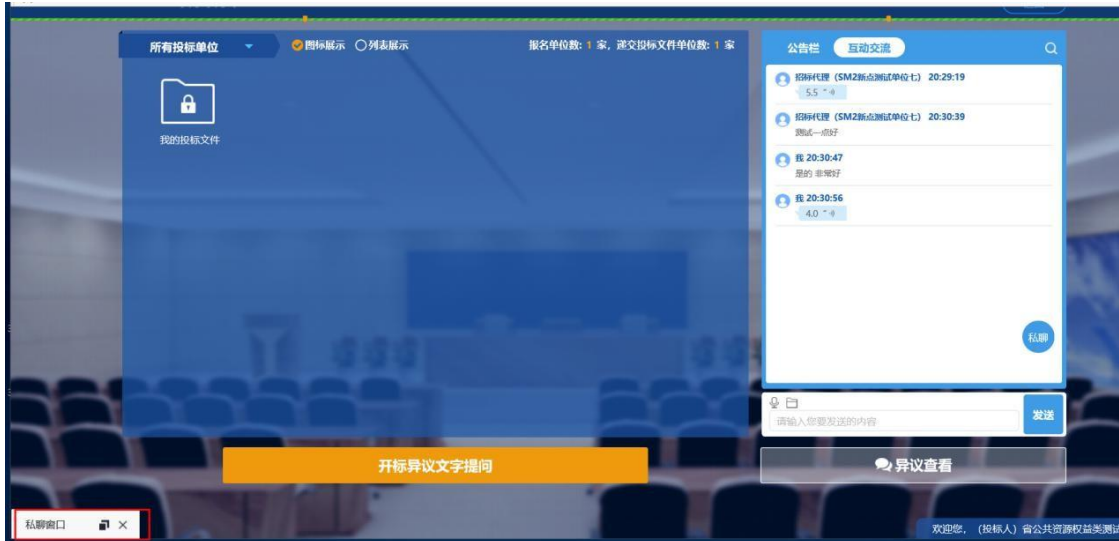 所有投标单位
图标展示 列表展示
报名单位数: 1 家, 递交投标文件单位数: 1 家
我的投标文件
公告栏 互动交流
招标代理 (SM2新点测试单位七) 20:29:19
5.5 "
招标代理 (SM2新点测试单位七) 20:30:39
测试一点好
我 20:30:47
是的 非常好
我 20:30:56
4.0 "
私聊
请输入您要发送的内容
发送
开标异议文字提问
异议查看
私聊窗口
欢迎您, (投标人) 省公共资源权益类测试